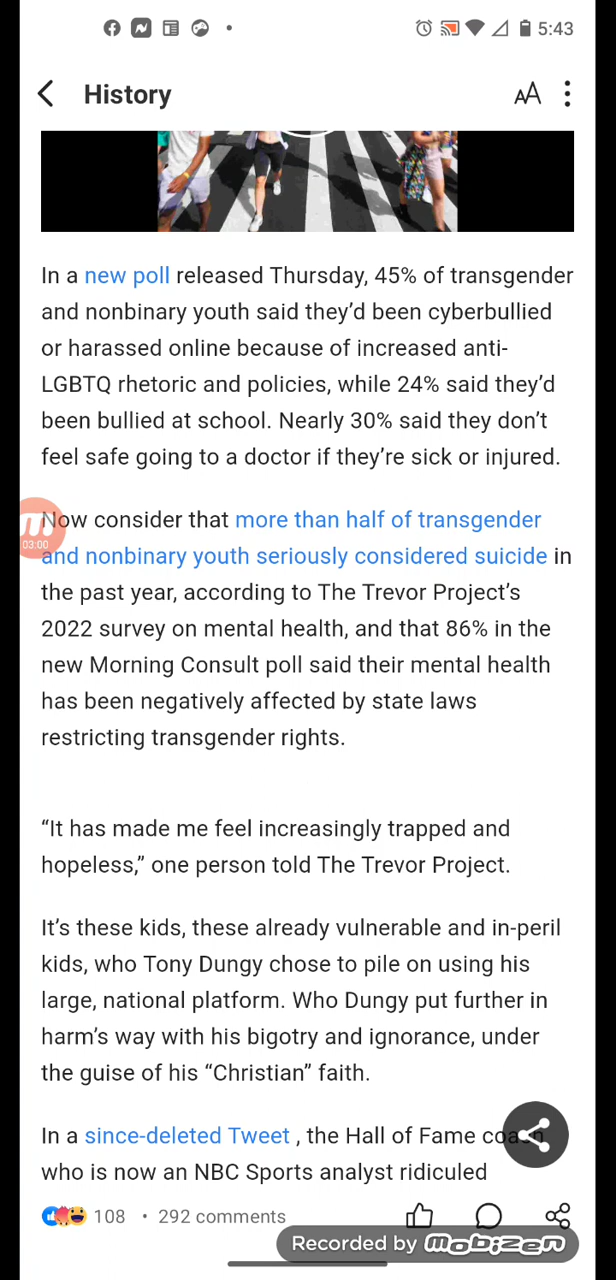 5:43
History
AA
In a new poll released Thursday, 45% of transgender
and nonbinary youth said they’d been cyberbullied
or harassed online because of increased anti-
LGBTQ rhetoric and policies, while 24% said they’d
been bullied at school. Nearly 30% said they don’t
feel safe going to a doctor if they’re sick or injured.
Now consider that more than half of transgender
03:00
and nonbinary youth seriously considered suicide in
the past year, according to The Trevor Project’s
2022 survey on mental health, and that 86% in the
new Morning Consult poll said their mental health
has been negatively affected by state laws
restricting transgender rights.
“It has made me feel increasingly trapped and
hopeless,” one person told The Trevor Project.
It’s these kids, these already vulnerable and in-peril
kids, who Tony Dungy chose to pile on using his
large, national platform. Who Dungy put further in
harm’s way with his bigotry and ignorance, under
the guise of his “Christian” faith.
In a since-deleted Tweet , the Hall of Fame coach
who is now an NBC Sports analyst ridiculed
108 • 292 comments
Recorded by mobizen